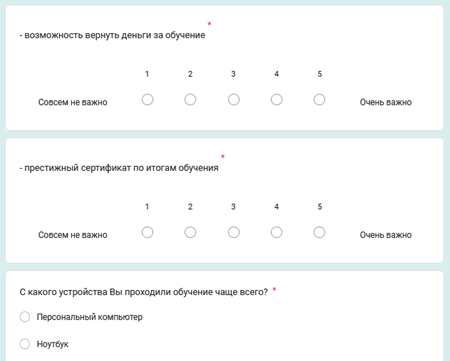 - возможность вернуть деньги за обучение *
1 2 3 4 5
Совсем не важно Очень важно
- престижный сертификат по итогам обучения *
1 2 3 4 5
Совсем не важно Очень важно
С какого устройства Вы проходили обучение чаще всего? *
Персональный компьютер
Ноутбук